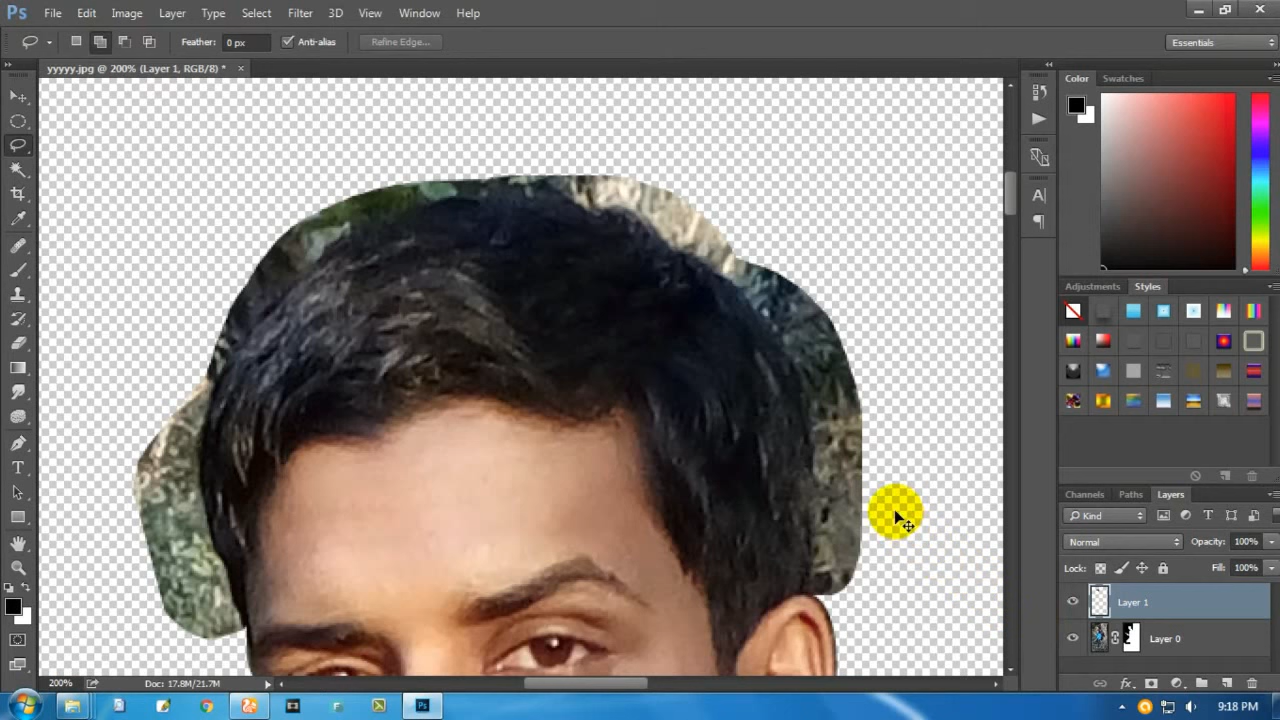 Ps File Edit Image Layer Type Select Filter 3D View Window Help
Feather: 0 px Anti-alias Refine Edge... Essentials
yyyyy.jpg @ 200% (Layer 1, RGB/8) * ×
Color Swatches
Adjustments Styles
Channels Paths Layers
Kind
Normal Opacity: 100%
Lock: Fill: 100%
Layer 1
Layer 0
200% Doc: 17.8M/21.7M
Ps 9:18 PM